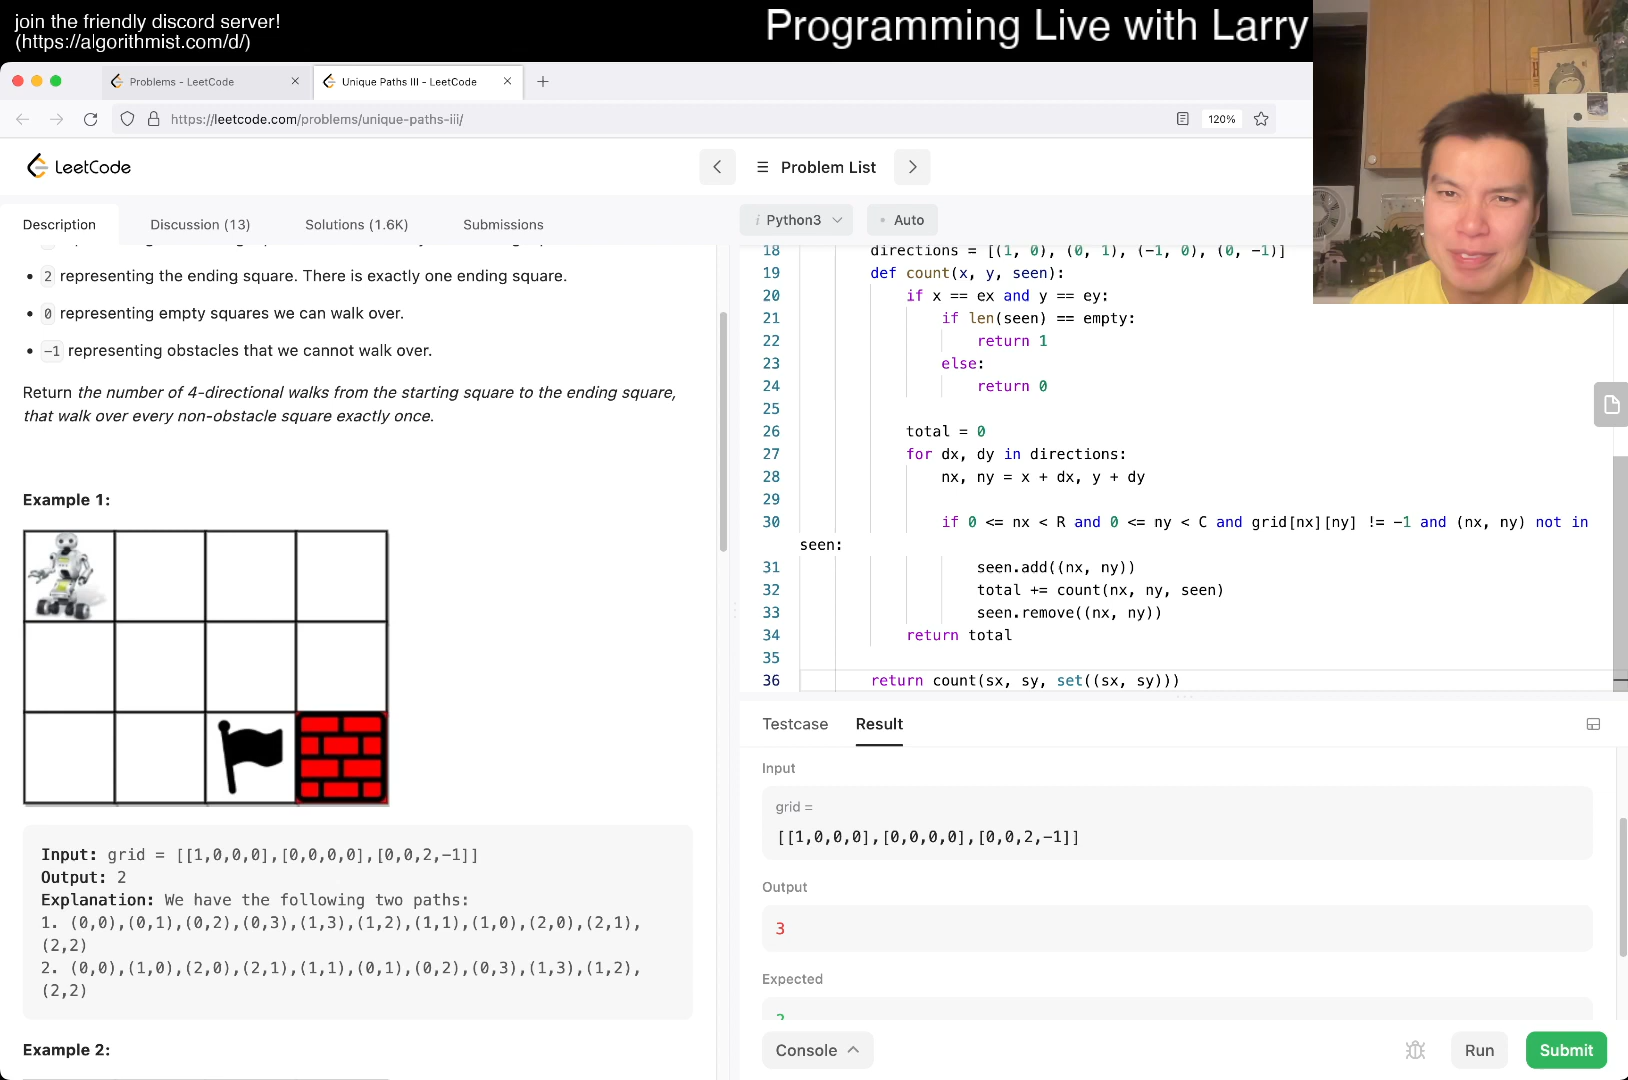 join the friendly discord server!
(https://algorithmist.com/d/)
Programming Live with Larry
Problems - LeetCode
Unique Paths III - LeetCode
https://leetcode.com/problems/unique-paths-iii/
120%
LeetCode
Problem List
Description
Discussion (13)
Solutions (1.6K)
Submissions
i Python3
Auto
2 representing the ending square. There is exactly one ending square.
0 representing empty squares we can walk over.
-1 representing obstacles that we cannot walk over.
Return the number of 4-directional walks from the starting square to the ending square,
that walk over every non-obstacle square exactly once.
Example 1:
Input: grid = [[1,0,0,0],[0,0,0,0],[0,0,2,-1]]
Output: 2
Explanation: We have the following two paths:
1. (0,0),(0,1),(0,2),(0,3),(1,3),(1,2),(1,1),(1,0),(2,0),(2,1),
(2,2)
2. (0,0),(1,0),(2,0),(2,1),(1,1),(0,1),(0,2),(0,3),(1,3),(1,2),
(2,2)
Example 2:
18 directions = [(1, 0), (0, 1), (-1, 0), (0, -1)]
19 def count(x, y, seen):
20 if x == ex and y == ey:
21 if len(seen) == empty:
22 return 1
23 else:
24 return 0
25
26 total = 0
27 for dx, dy in directions:
28 nx, ny = x + dx, y + dy
29
30 if 0 <= nx < R and 0 <= ny < C and grid[nx][ny] != -1 and (nx, ny) not in
seen:
31 seen.add((nx, ny))
32 total += count(nx, ny, seen)
33 seen.remove((nx, ny))
34 return total
35
36 return count(sx, sy, set((sx, sy)))
Testcase
Result
Input
grid =
[[1,0,0,0],[0,0,0,0],[0,0,2,-1]]
Output
3
Expected
2
Console
Run
Submit